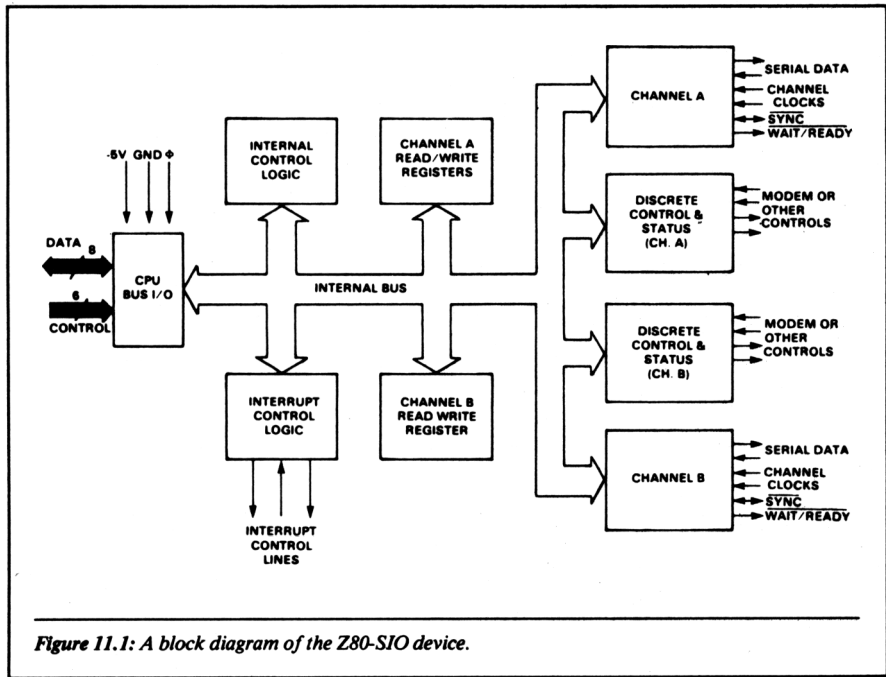 -5V GND Φ
DATA
8
CPU
BUS I/O
6
CONTROL
INTERNAL
CONTROL
LOGIC
CHANNEL A
READ/WRITE
REGISTERS
INTERNAL BUS
INTERRUPT
CONTROL
LOGIC
CHANNEL B
READ WRITE
REGISTER
INTERRUPT
CONTROL
LINES
CHANNEL A
SERIAL DATA
CHANNEL
CLOCKS
SYNC
WAIT/READY
DISCRETE
CONTROL &
STATUS
(CH. A)
MODEM OR
OTHER
CONTROLS
DISCRETE
CONTROL &
STATUS
(CH. B)
MODEM OR
OTHER
CONTROLS
CHANNEL B
SERIAL DATA
CHANNEL
CLOCKS
SYNC
WAIT/READY
Figure 11.1: A block diagram of the Z80-SIO device.